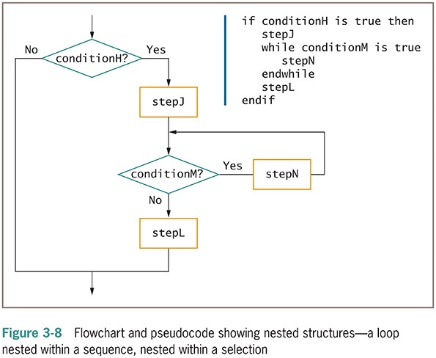 No
conditionH?
Yes
stepJ
conditionM?
Yes
stepN
No
stepL
if conditionH is true then
stepJ
while conditionM is true
stepN
endwhile
stepL
endif
Figure 3-8 Flowchart and pseudocode showing nested structures—a loop
nested within a sequence, nested within a selection